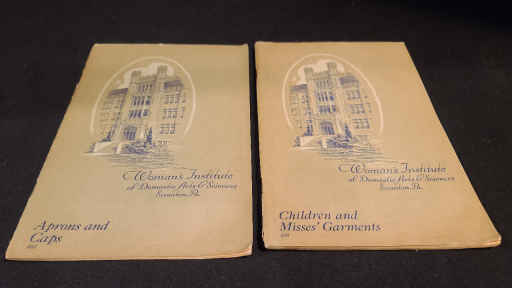 Woman's Institute
of Domestic Arts & Sciences
Scranton, Pa.
Aprons and
Caps
Woman's Institute
of Domestic Arts & Sciences
Scranton, Pa.
Children and
Misses' Garments